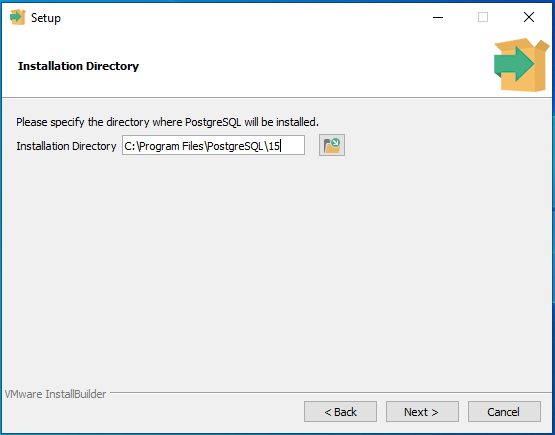 Setup
Installation Directory
Please specify the directory where PostgreSQL will be installed.
Installation Directory C:\Program Files\PostgreSQL\15
VMware InstallBuilder
< Back Next > Cancel